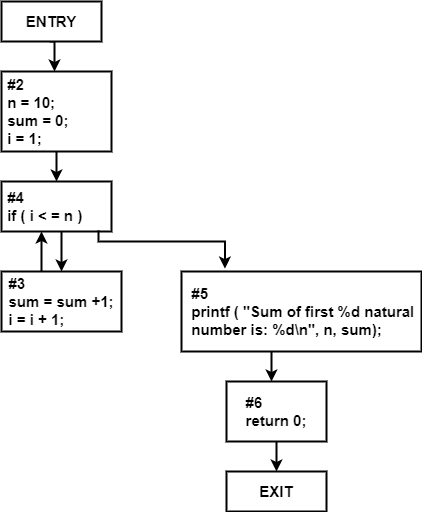 ENTRY
#2
n = 10;
sum = 0;
i = 1;
#4
if ( i < = n )
#3
sum = sum +1;
i = i + 1;
#5
printf ( "Sum of first %d natural
number is: %d\n", n, sum);
#6
return 0;
EXIT